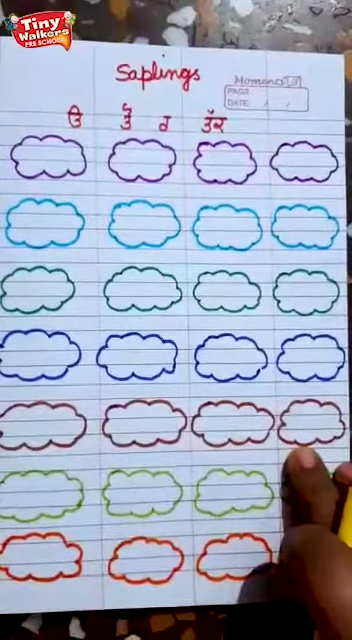 Tiny
Walkers
PRE SCHOOL
Saplings
PAGE
DATE / /
ੳ ਤੋਂ ਹ ਤੱਕ